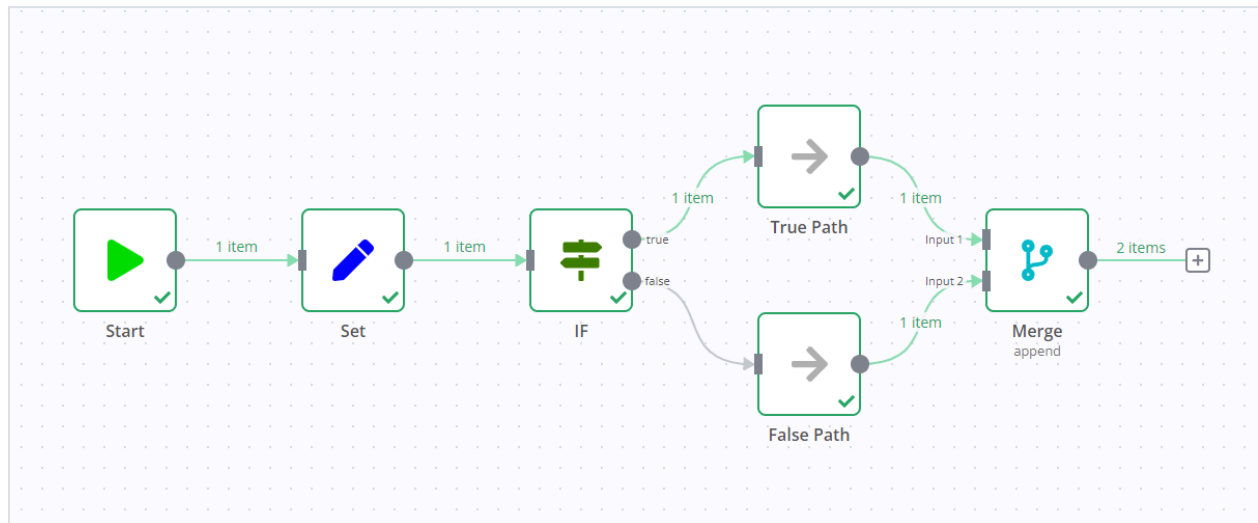 1 item
1 item
1 item
1 item
2 items
1 item
true
false
Input 1
Input 2
Start
Set
IF
True Path
False Path
Merge
append